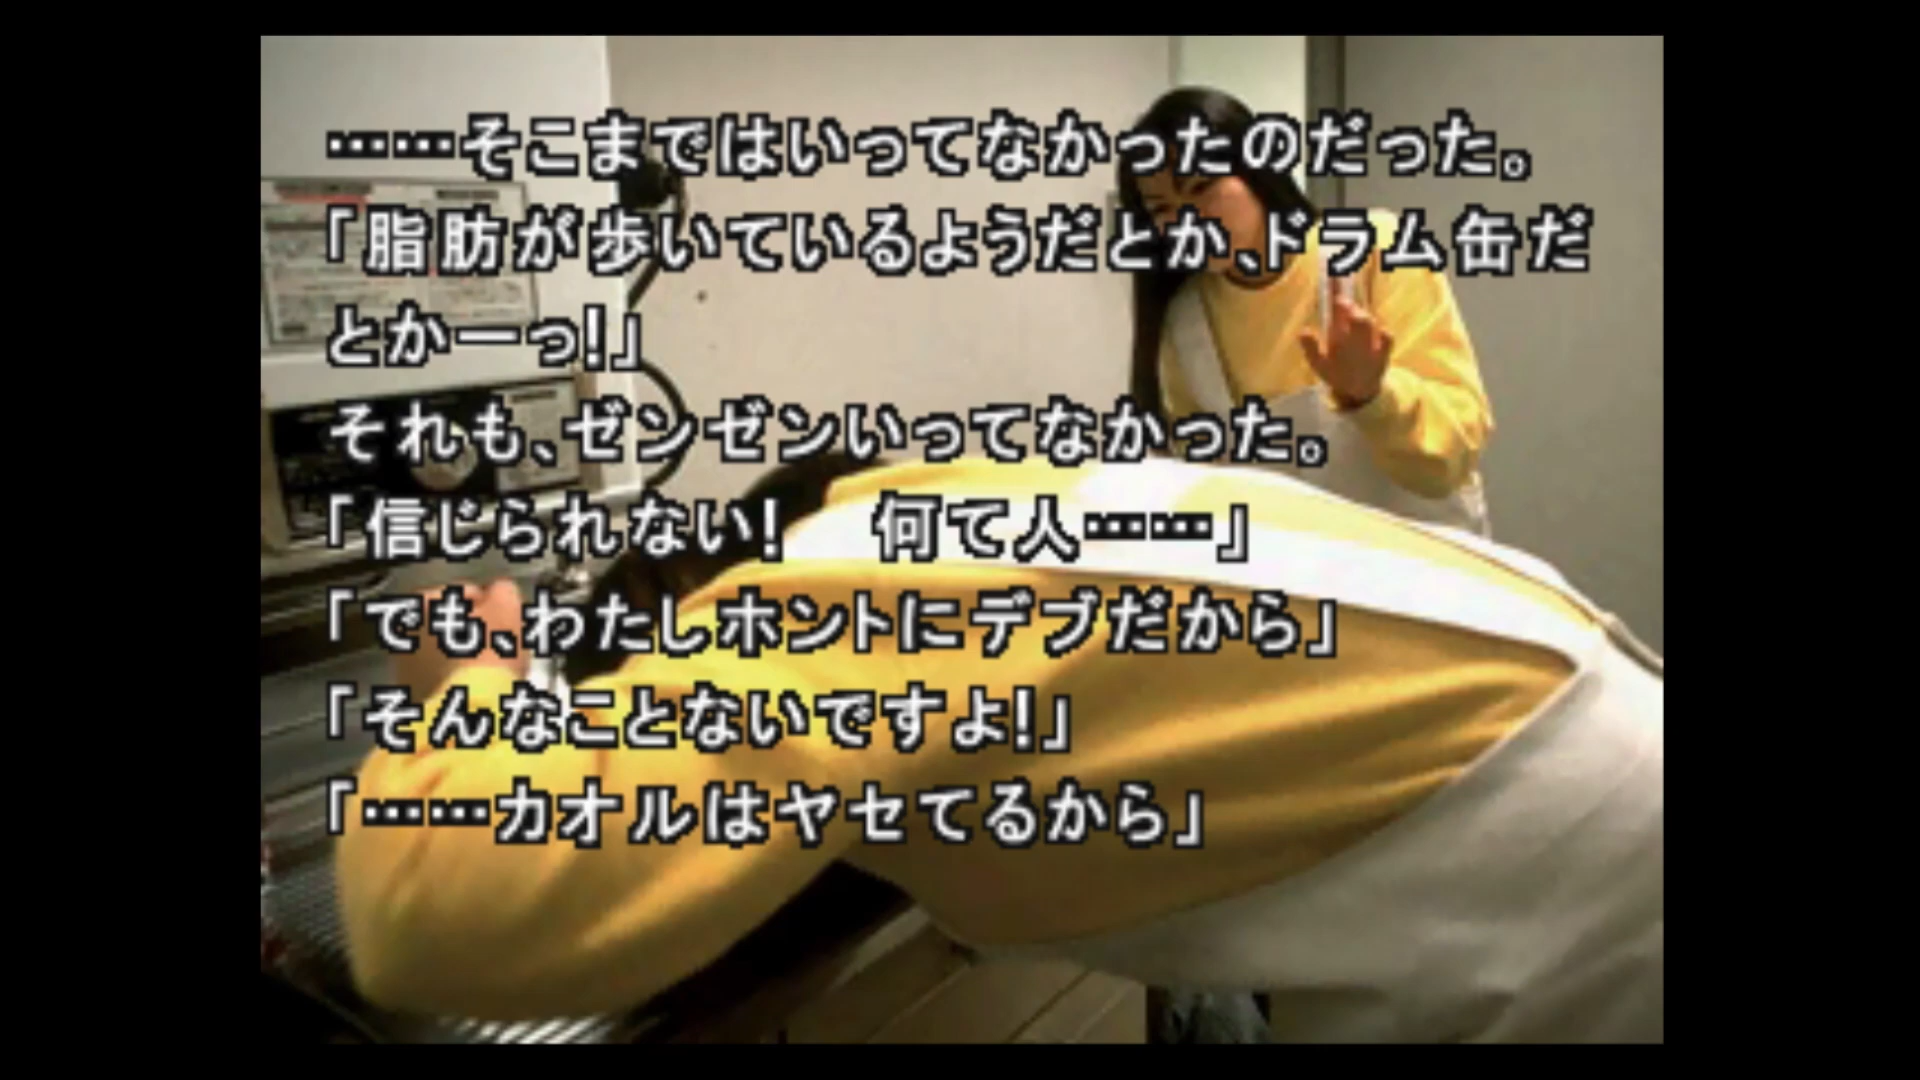 ……そこまではいってなかったのだった。
「脂肪が歩いているようだとか、ドラム缶だ
とかーっ!」
それも、ゼンゼンいってなかった。
「信じられない!　何て人……」
「でも、わたしホントにデブだから」
「そんなことないですよ!」
「……カオルはヤセてるから」